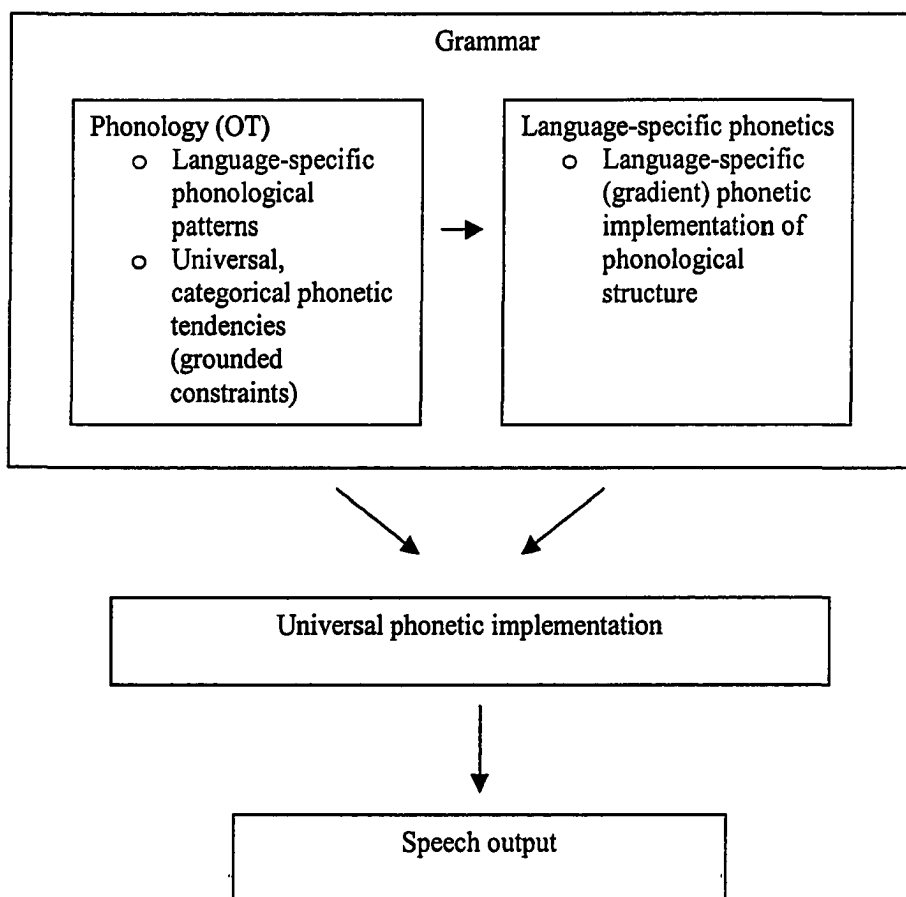 Grammar
Phonology (OT)
o Language-specific
phonological
patterns
o Universal,
categorical phonetic
tendencies
(grounded
constraints)
Language-specific phonetics
o Language-specific
(gradient) phonetic
implementation of
phonological
structure
Universal phonetic implementation
Speech output